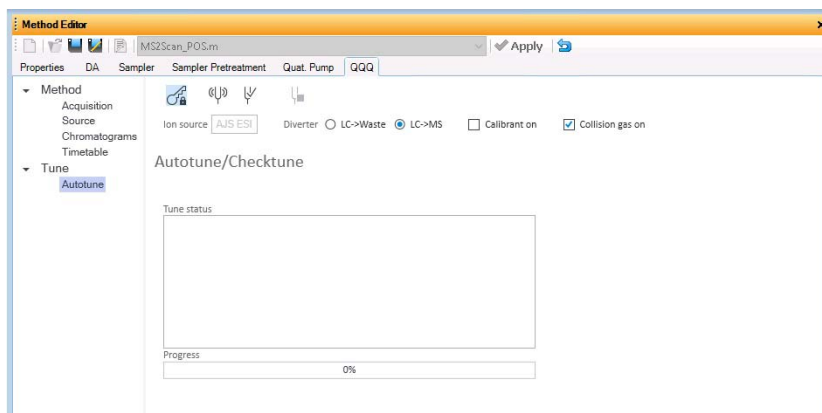 Method Editor
x
MS2Scan_POS.m
Apply
Properties DA Sampler Sampler Pretreatment Quat. Pump QQQ
Method
Acquisition
Source
Chromatograms
Timetable
Tune
Autotune
Ion source AJS ESI Diverter LC->Waste LC->MS Calibrant on Collision gas on
Autotune/Checktune
Tune status
Progress
0%